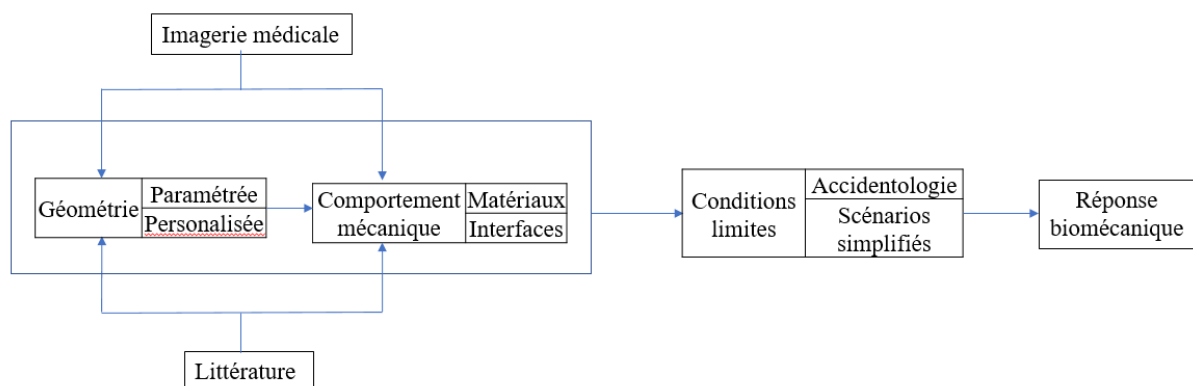 Imagerie médicale
Géométrie
Paramétrée
Personalisée
Comportement
mécanique
Matériaux
Interfaces
Conditions
limites
Accidentologie
Scénarios
simplifiés
Réponse
biomécanique
Littérature